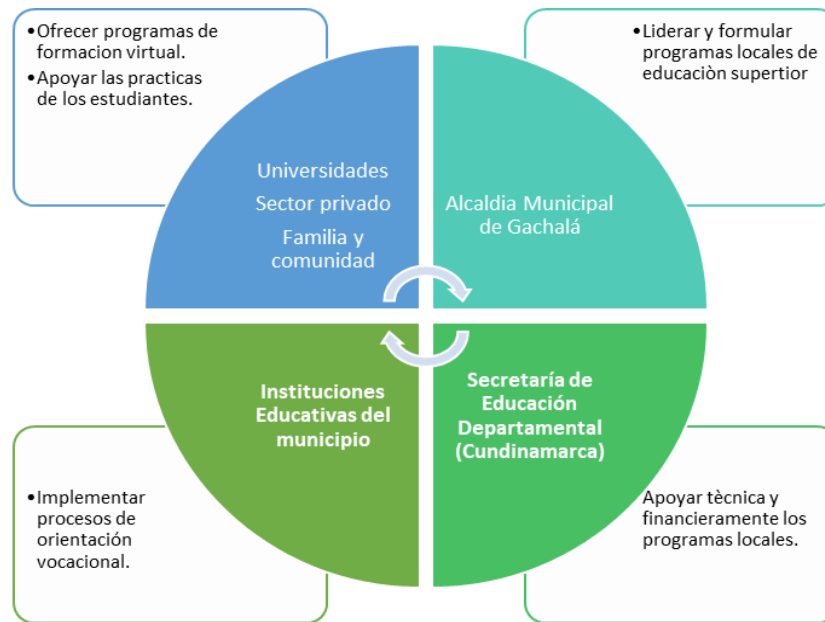 •Ofrecer programas de
formacion virtual.
•Apoyar las practicas
de los estudiantes.
•Liderar y formular
programas locales de
educaciòn supertior
Universidades
Sector privado
Familia y
comunidad
Alcaldia Municipal
de Gachalá
Instituciones
Educativas del
municipio
Secretaría de
Educación
Departamental
(Cundinamarca)
•Implementar
procesos de
orientación
vocacional.
Apoyar tècnica y
financieramente los
programas locales.